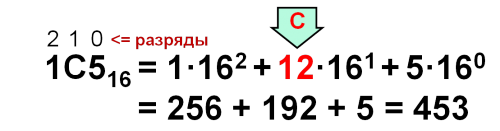 C
2 1 0 <= разряды
1C5₁₆ = 1·16² + 12·16¹ + 5·16⁰
= 256 + 192 + 5 = 453